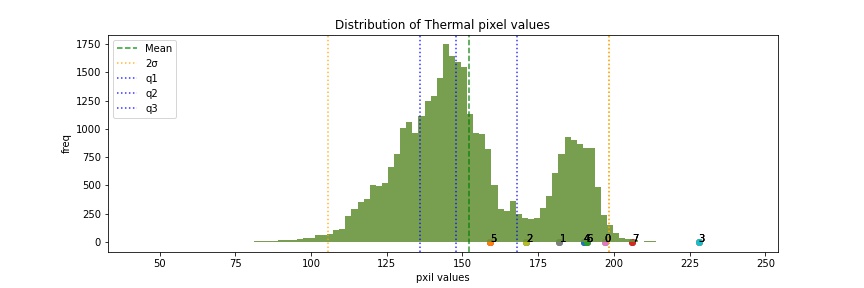 Distribution of Thermal pixel values
Mean
2σ
q1
q2
q3
freq
1750
1500
1250
1000
750
500
250
0
5 2 1 4 6 0 7 3
50 75 100 125 150 175 200 225 250
pxil values